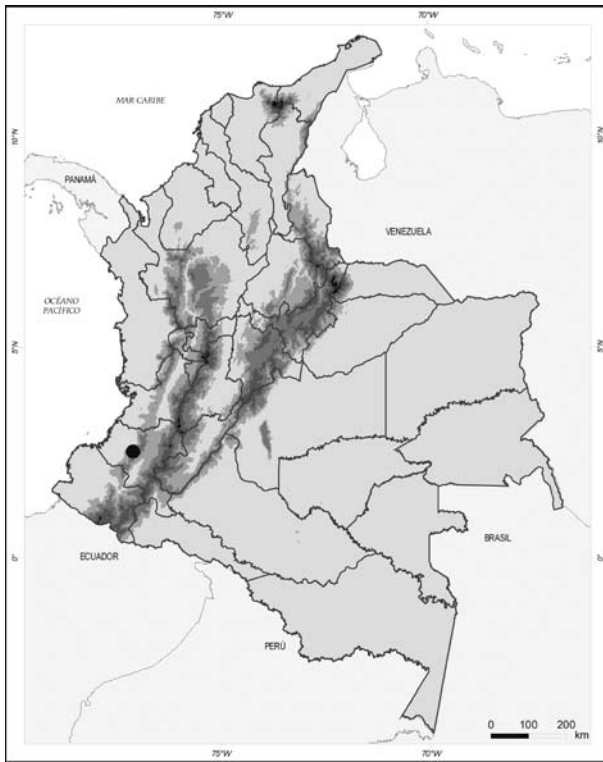 75°W 70°W
MAR CARIBE
10°N
10°N
PANAMÁ
VENEZUELA
OCÉANO
PACÍFICO
5°N
5°N
ECUADOR
BRASIL
0°
0°
PERÚ
0 100 200
km
75°W 70°W